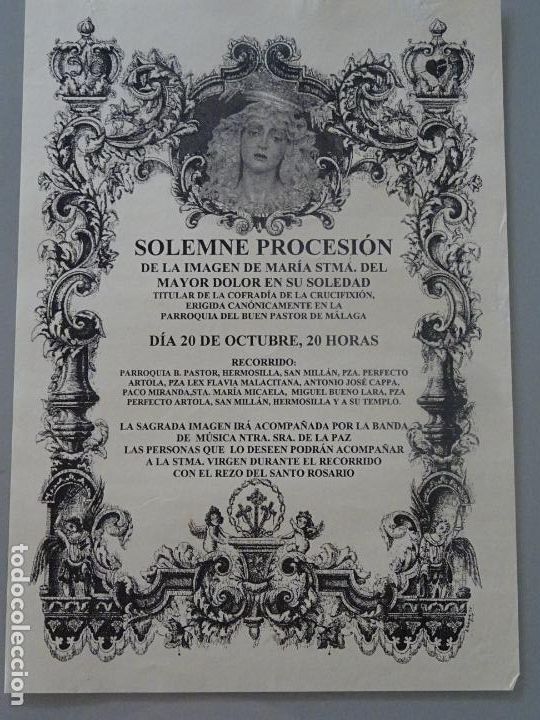 SOLEMNE PROCESIÓN
DE LA IMAGEN DE MARÍA STMÁ. DEL
MAYOR DOLOR EN SU SOLEDAD
TITULAR DE LA COFRADÍA DE LA CRUCIFIXIÓN,
ERIGIDA CANÓNICAMENTE EN LA
PARROQUIA DEL BUEN PASTOR DE MÁLAGA
DÍA 20 DE OCTUBRE, 20 HORAS
RECORRIDO:
PARROQUIA B. PASTOR, HERMOSILLA, SAN MILLÁN, PZA. PERFECTO
ARTOLA, PZA LEX FLAVIA MALACITANA, ANTONIO JOSÉ CAPPA,
PACO MIRANDA,STA. MARÍA MICAELA, MIGUEL BUENO LARA, PZA
PERFECTO ARTOLA, SAN MILLÁN, HERMOSILLA Y A SU TEMPLO.
LA SAGRADA IMAGEN IRÁ ACOMPAÑADA POR LA BANDA
DE MÚSICA NTRA. SRA. DE LA PAZ
LAS PERSONAS QUE LO DESEEN PODRÁN ACOMPAÑAR
A LA STMA. VIRGEN DURANTE EL RECORRIDO
CON EL REZO DEL SANTO ROSARIO
todocoleccion.net